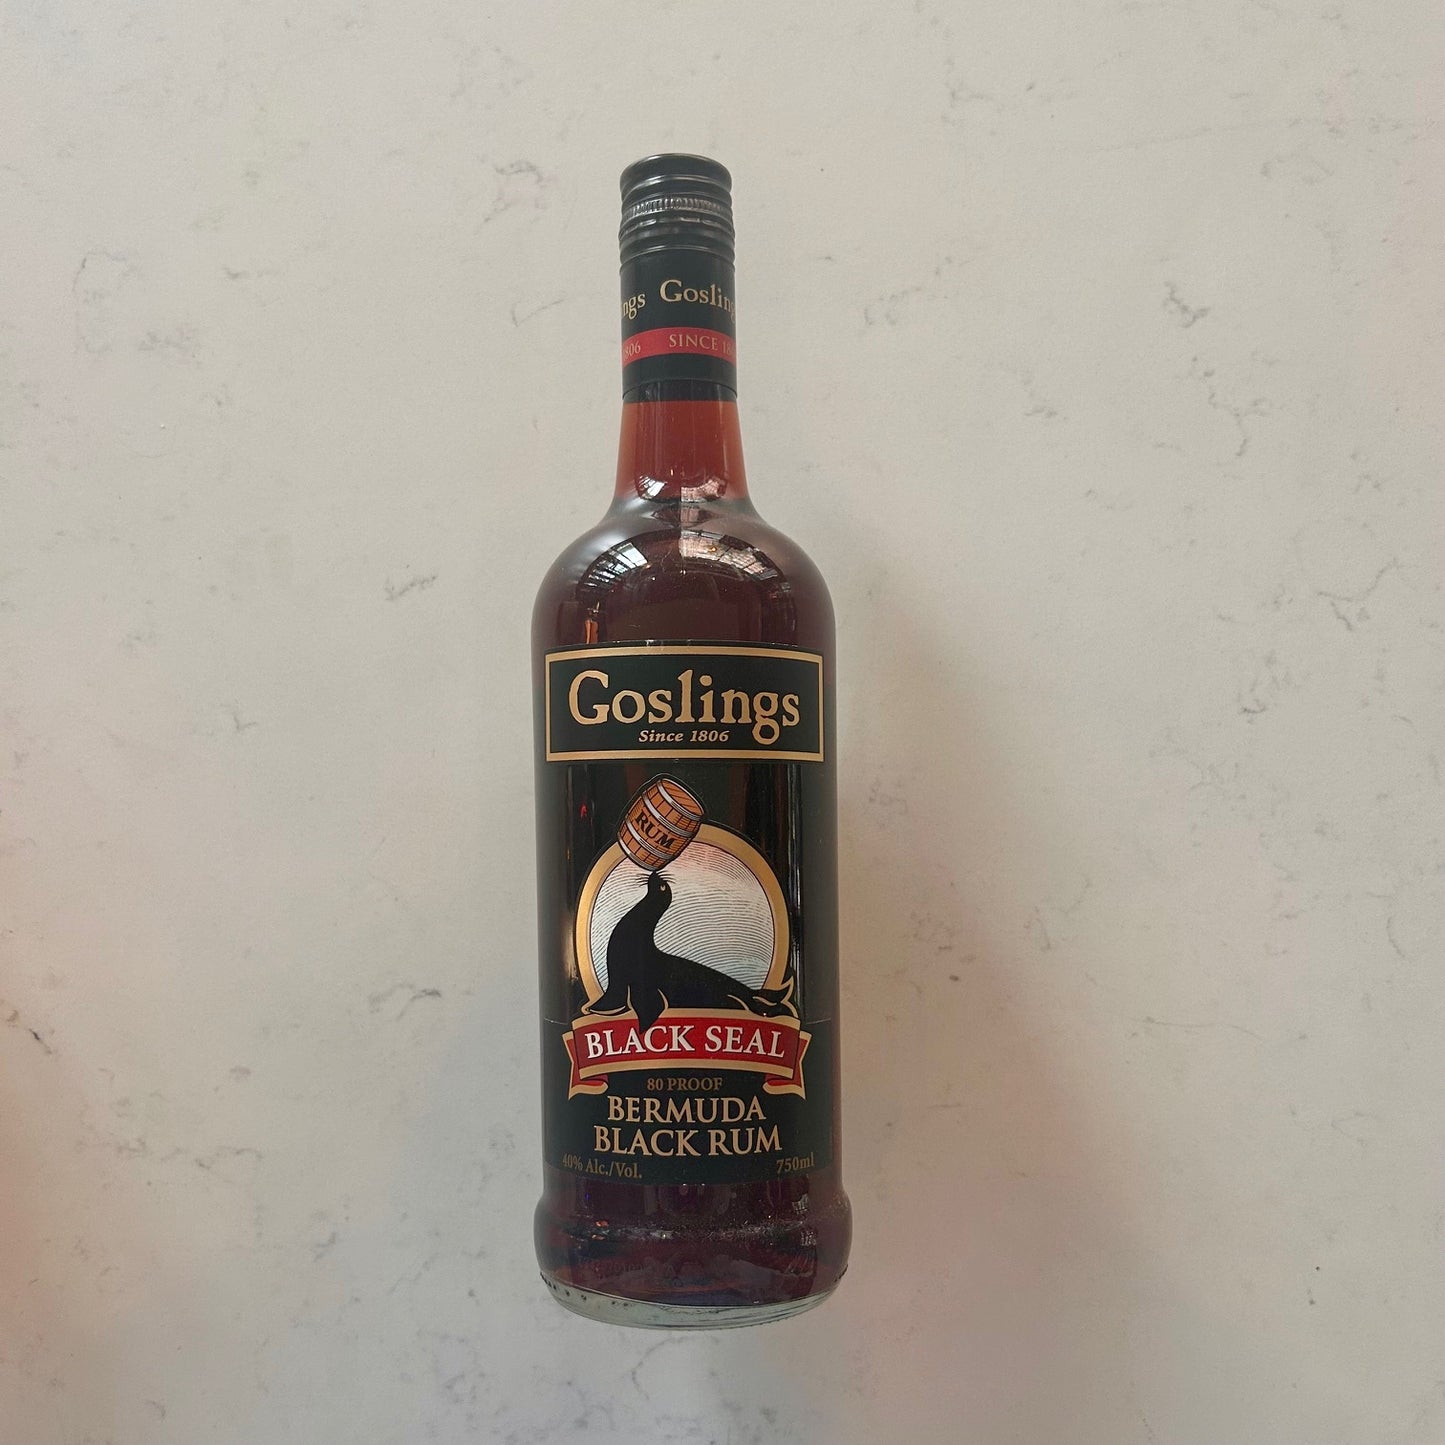 ngs Goslings
1806 SINCE 18
Goslings
Since 1806
RUM
BLACK SEAL
80 PROOF
BERMUDA
BLACK RUM
40% Alc./Vol. 750ml